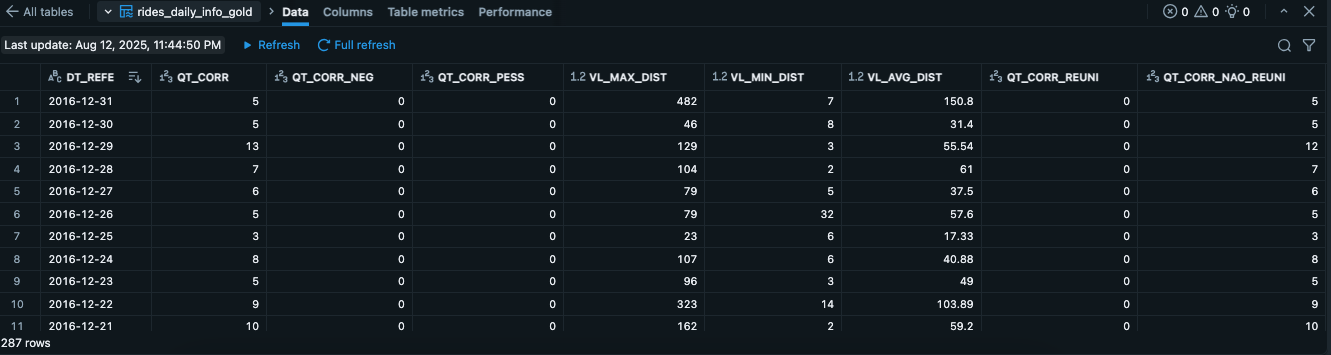 All tables rides_daily_info_gold Data Columns Table metrics Performance 0 0 0
Last update: Aug 12, 2025, 11:44:50 PM Refresh Full refresh
DT_REFE QT_CORR QT_CORR_NEG QT_CORR_PESS 1.2 VL_MAX_DIST 1.2 VL_MIN_DIST 1.2 VL_AVG_DIST QT_CORR_REUNI QT_CORR_NAO_REUNI
1 2016-12-31 5 0 0 482 7 150.8 0 5
2 2016-12-30 5 0 0 46 8 31.4 0 5
3 2016-12-29 13 0 0 129 3 55.54 0 12
4 2016-12-28 7 0 0 104 2 61 0 7
5 2016-12-27 6 0 0 79 5 37.5 0 6
6 2016-12-26 5 0 0 79 32 57.6 0 5
7 2016-12-25 3 0 0 23 6 17.33 0 3
8 2016-12-24 8 0 0 107 6 40.88 0 8
9 2016-12-23 5 0 0 96 3 49 0 5
10 2016-12-22 9 0 0 323 14 103.89 0 9
11 2016-12-21 10 0 0 162 2 59.2 0 10
287 rows